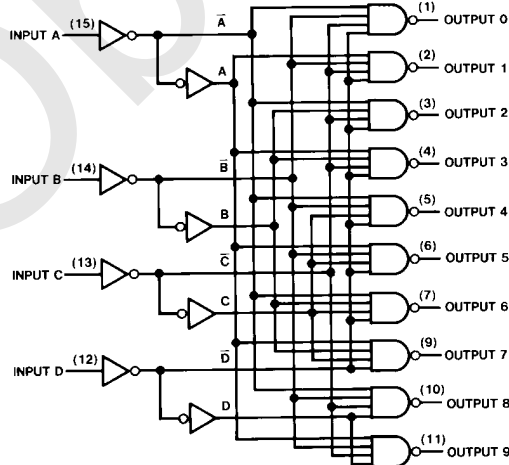 INPUT A (15) A̅ (1) OUTPUT 0
A (2) OUTPUT 1
(3) OUTPUT 2
INPUT B (14) B̅ (4) OUTPUT 3
B (5) OUTPUT 4
INPUT C (13) C̅ (6) OUTPUT 5
C (7) OUTPUT 6
INPUT D (12) D̅ (9) OUTPUT 7
D (10) OUTPUT 8
(11) OUTPUT 9